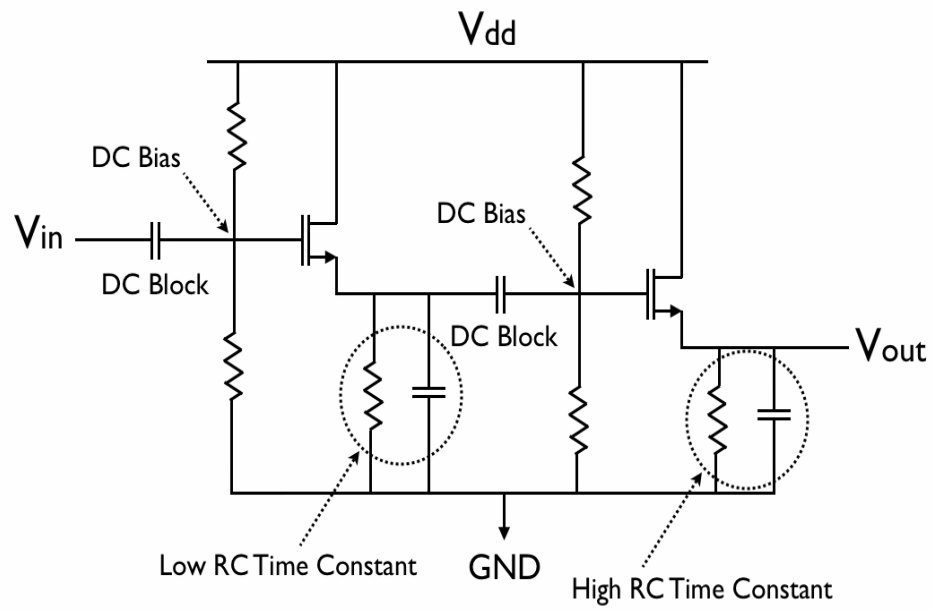 Vdd
DC Bias
DC Bias
Vin
DC Block
DC Block
Vout
Low RC Time Constant
GND
High RC Time Constant